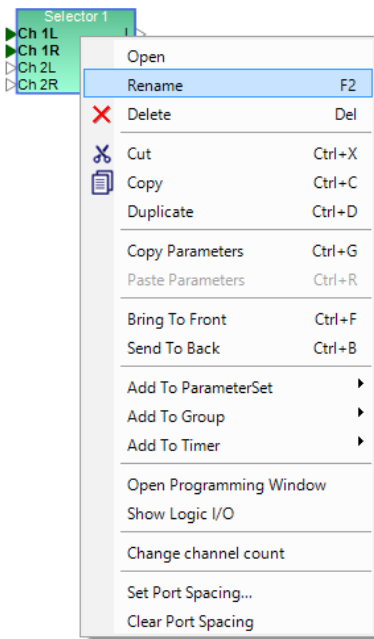 Selector 1
Ch 1L L
Ch 1R
Ch 2L
Ch 2R
Open
Rename F2
Delete Del
Cut Ctrl+X
Copy Ctrl+C
Duplicate Ctrl+D
Copy Parameters Ctrl+G
Paste Parameters Ctrl+R
Bring To Front Ctrl+F
Send To Back Ctrl+B
Add To ParameterSet
Add To Group
Add To Timer
Open Programming Window
Show Logic I/O
Change channel count
Set Port Spacing...
Clear Port Spacing